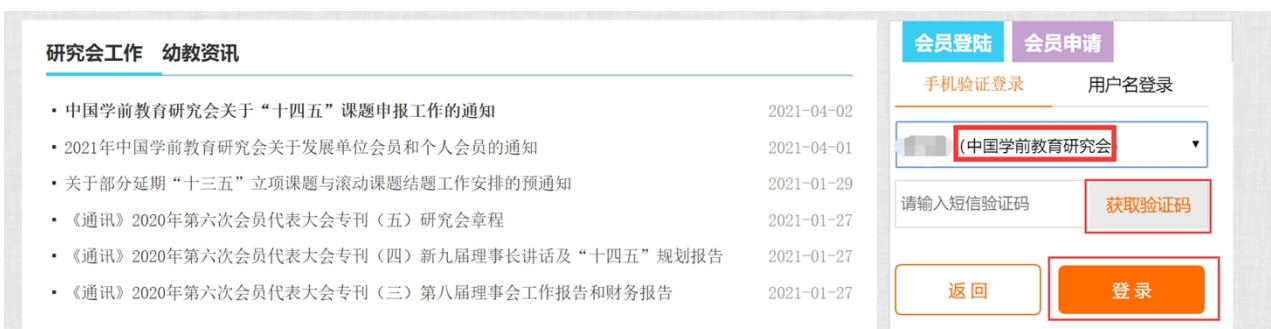 研究会工作 幼教资讯
▪ 中国学前教育研究会关于“十四五”课题申报工作的通知 2021-04-02
▪ 2021年中国学前教育研究会关于发展单位会员和个人会员的通知 2021-04-01
▪ 关于部分延期“十三五”立项课题与滚动课题结题工作安排的预通知 2021-01-29
▪ 《通讯》2020年第六次会员代表大会专刊（五）研究会章程 2021-01-27
▪ 《通讯》2020年第六次会员代表大会专刊（四）新九届理事长讲话及“十四五”规划报告 2021-01-27
▪ 《通讯》2020年第六次会员代表大会专刊（三）第八届理事会工作报告和财务报告 2021-01-27
会员登陆 会员申请
手机验证登录 用户名登录
(中国学前教育研究会)
请输入短信验证码 获取验证码
返回 登录